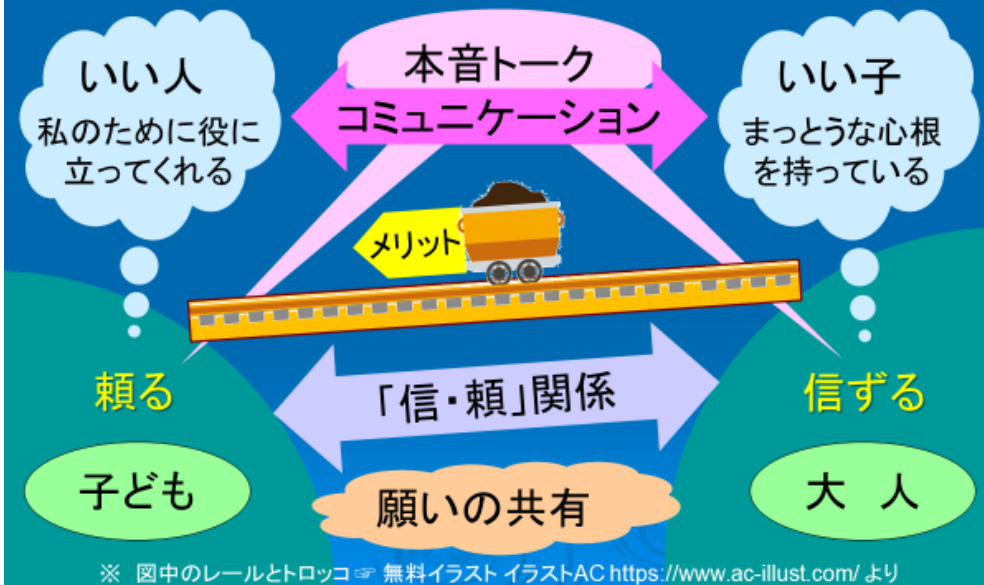 いい人
私のために役に
立ってくれる
本音トーク
コミュニケーション
いい子
まっとうな心根
を持っている
メリット
頼る
「信・頼」関係
信ずる
子ども
願いの共有
大 人
※ 図中のレールとトロッコ ☞ 無料イラスト イラストAC https://www.ac-illust.com/ より